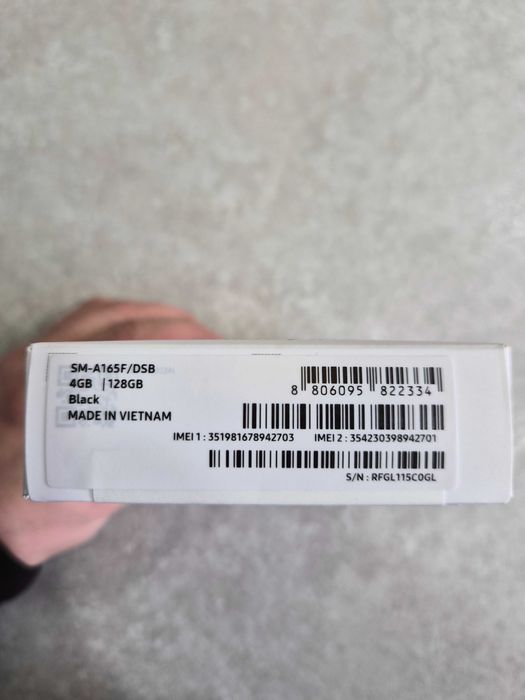 SM-A165F/DSB
4GB | 128GB
Black
MADE IN VIETNAM
8 806095 822334
IMEI 1 : 351981678942703 IMEI 2 : 354230398942701
S/N : RFGL115C0GL